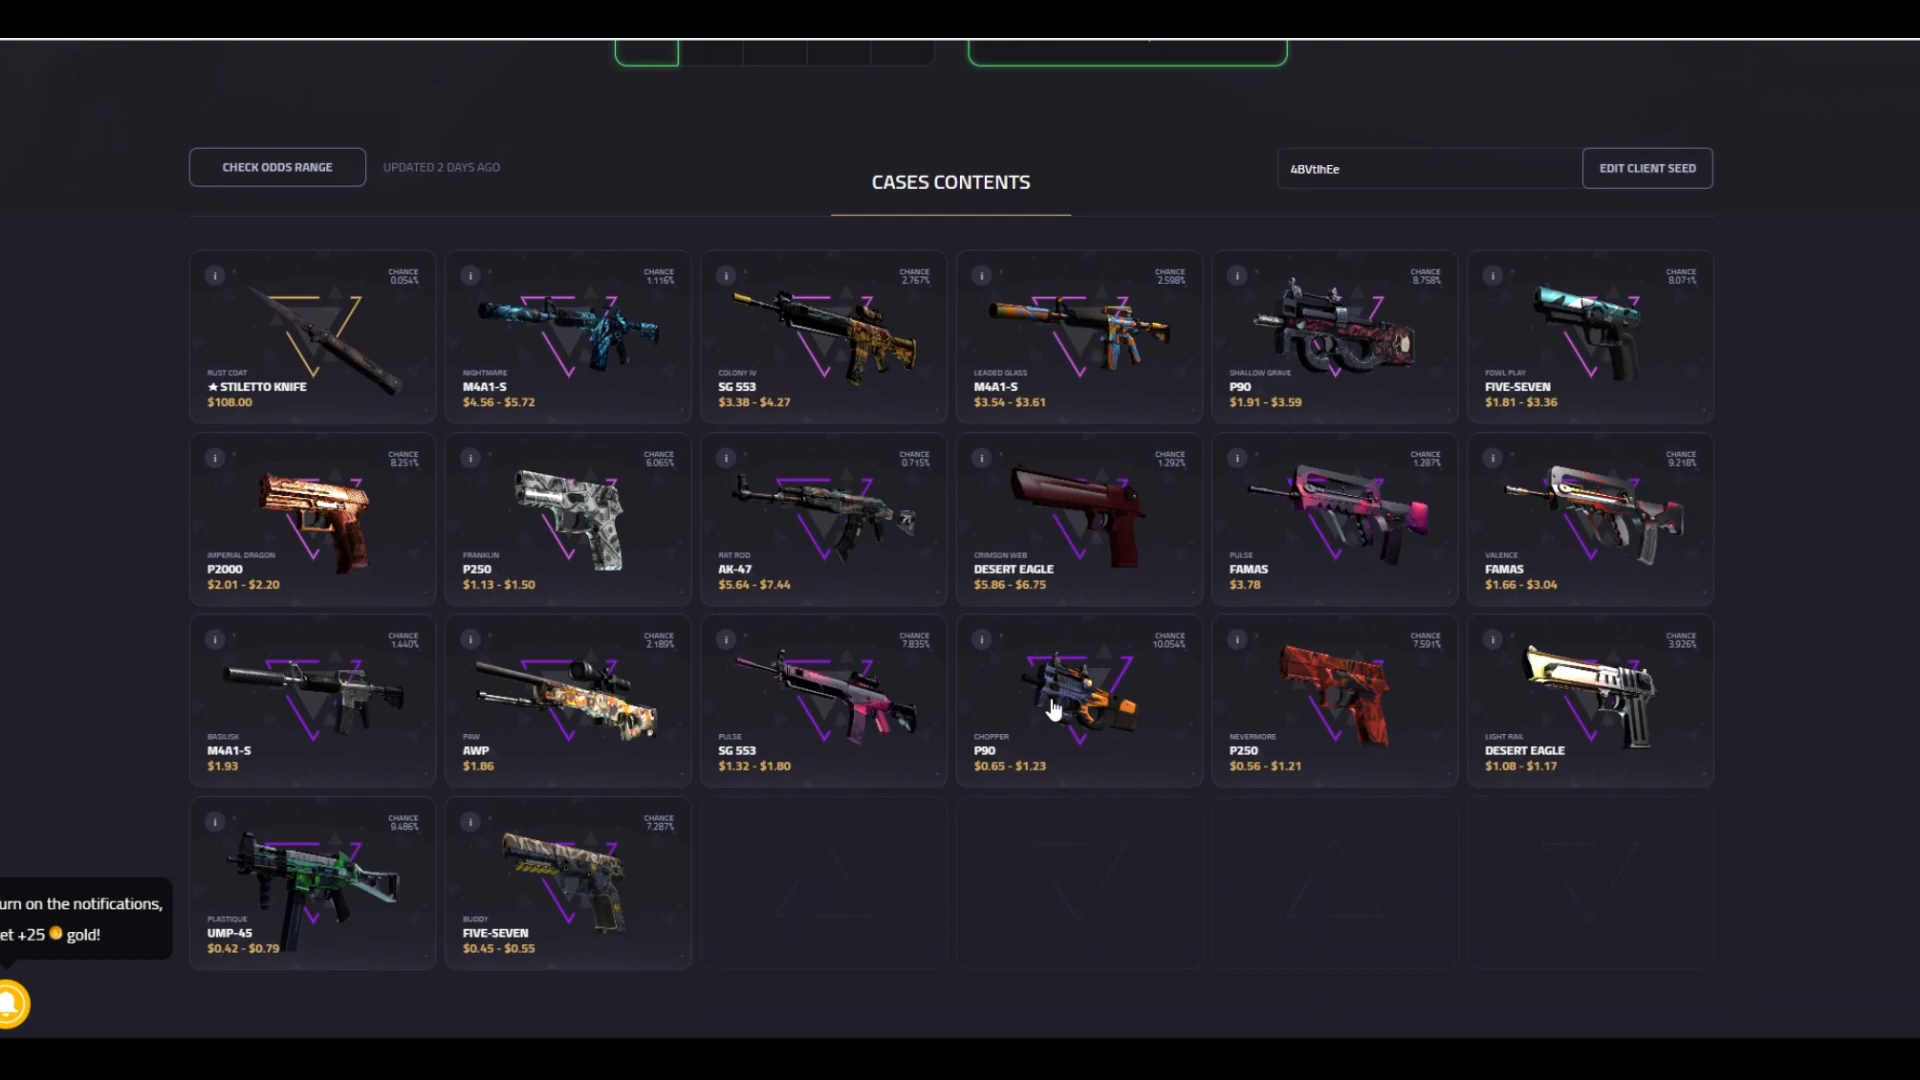 CHECK ODDS RANGE
UPDATED 2 DAYS AGO
CASES CONTENTS
EDIT CLIENT SEED
CHANCE
0.054%
RUST COAT
★ STILETTO KNIFE
$108.00
CHANCE
1.116%
NIGHTMARE
M4A1-S
$4.56 - $5.72
CHANCE
2.767%
COLONY IV
SG 553
$3.38 - $4.27
CHANCE
2.598%
LEADED GLASS
M4A1-S
$3.54 - $3.61
CHANCE
8.758%
SHALLOW GRAVE
P90
$1.91 - $3.59
CHANCE
8.071%
FOWL PLAY
FIVE-SEVEN
$1.81 - $3.36
CHANCE
8.251%
IMPERIAL DRAGON
P2000
$2.01 - $2.20
CHANCE
6.065%
FRANKLIN
P250
$1.13 - $1.50
CHANCE
0.715%
RAT ROD
AK-47
$5.64 - $7.44
CHANCE
1.292%
CRIMSON WEB
DESERT EAGLE
$5.86 - $6.75
CHANCE
1.287%
PULSE
FAMAS
$3.78
CHANCE
9.218%
VALENCE
FAMAS
$1.66 - $3.04
CHANCE
1.440%
BASILISK
M4A1-S
$1.93
CHANCE
2.189%
PAW
AWP
$1.86
CHANCE
7.835%
PULSE
SG 553
$1.32 - $1.80
CHANCE
10.054%
CHOPPER
P90
$0.65 - $1.23
CHANCE
7.591%
NEVERMORE
P250
$0.56 - $1.21
CHANCE
3.926%
LIGHT RAIL
DESERT EAGLE
$1.08 - $1.17
CHANCE
9.486%
PLASTIQUE
UMP-45
$0.42 - $0.79
CHANCE
7.287%
BUDDY
FIVE-SEVEN
$0.45 - $0.55
urn on the notifications,
et +25 gold!